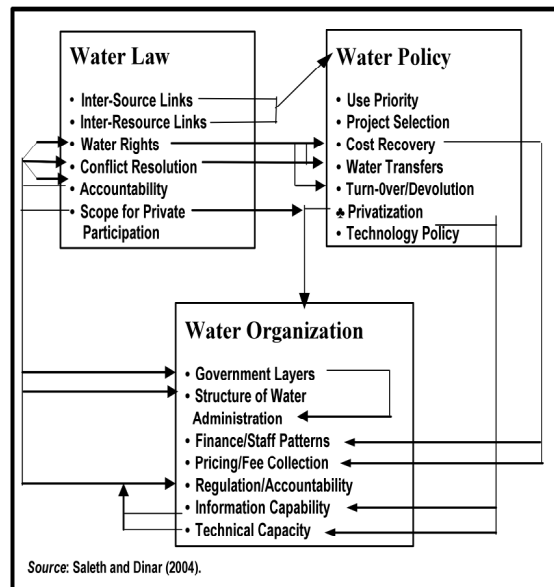 Water Law
• Inter-Source Links
• Inter-Resource Links
• Water Rights
• Conflict Resolution
• Accountability
• Scope for Private
Participation
Water Policy
• Use Priority
• Project Selection
• Cost Recovery
• Water Transfers
• Turn-0ver/Devolution
♣ Privatization
• Technology Policy
Water Organization
• Government Layers
• Structure of Water
Administration
• Finance/Staff Patterns
• Pricing/Fee Collection
• Regulation/Accountability
• Information Capability
• Technical Capacity
Source: Saleth and Dinar (2004).